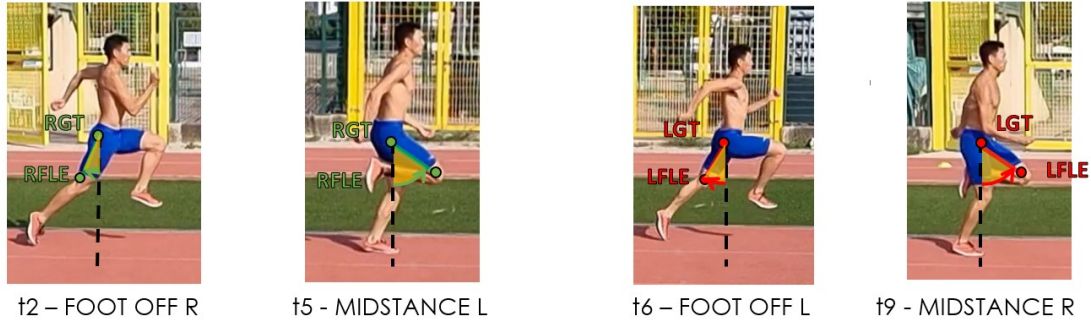 RGT
RFLE
RGT
RFLE
LGT
LFLE
LGT
LFLE
t2 – FOOT OFF R
t5 - MIDSTANCE L
t6 – FOOT OFF L
t9 - MIDSTANCE R